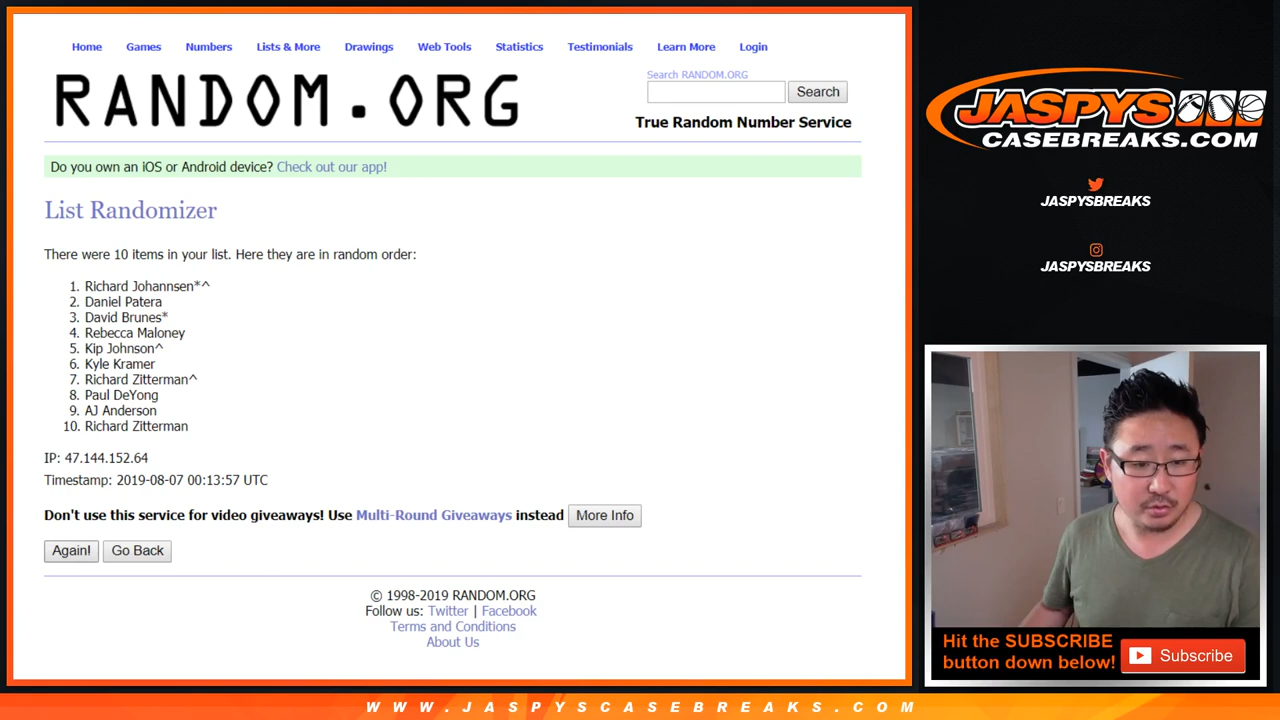 Home Games Numbers Lists & More Drawings Web Tools Statistics Testimonials Learn More Login
RANDOM.ORG
Search RANDOM.ORG
Search
True Random Number Service
Do you own an iOS or Android device? Check out our app!
List Randomizer
There were 10 items in your list. Here they are in random order:
1. Richard Johannsen*^
2. Daniel Patera
3. David Brunes*
4. Rebecca Maloney
5. Kip Johnson^
6. Kyle Kramer
7. Richard Zitterman^
8. Paul DeYong
9. AJ Anderson
10. Richard Zitterman
IP: 47.144.152.64
Timestamp: 2019-08-07 00:13:57 UTC
Don't use this service for video giveaways! Use Multi-Round Giveaways instead More Info
Again! Go Back
© 1998-2019 RANDOM.ORG
Follow us: Twitter | Facebook
Terms and Conditions
About Us
JASPYS
CASEBREAKS.COM
JASPYSBREAKS
JASPYSBREAKS
Hit the SUBSCRIBE
button down below!
Subscribe
WWW.JASPYSCASEBREAKS.COM